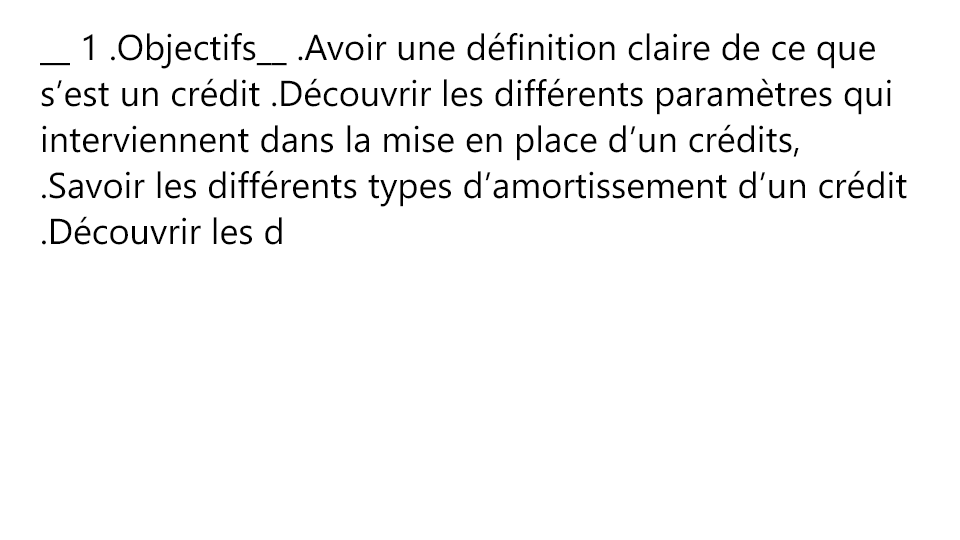 __ 1 .Objectifs__ .Avoir une définition claire de ce que
s’est un crédit .Découvrir les différents paramètres qui
interviennent dans la mise en place d’un crédits,
.Savoir les différents types d’amortissement d’un crédit
.Découvrir les d